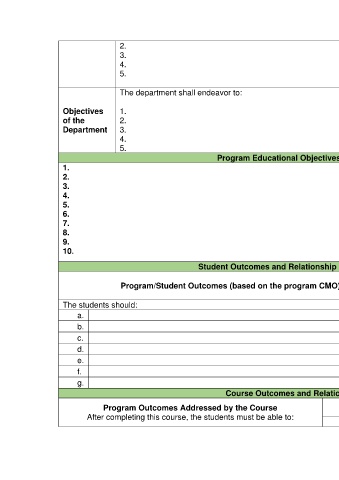 2.
3.
4.
5.
The department shall endeavor to:
Objectives
of the
Department
1.
2.
3.
4.
5.
Program Educational Objectives
1.
2.
3.
4.
5.
6.
7.
8.
9.
10.
Student Outcomes and Relationship
Program/Student Outcomes (based on the program CMO)
The students should:
a.
b.
c.
d.
e.
f.
g.
Course Outcomes and Relatio
Program Outcomes Addressed by the Course
After completing this course, the students must be able to: